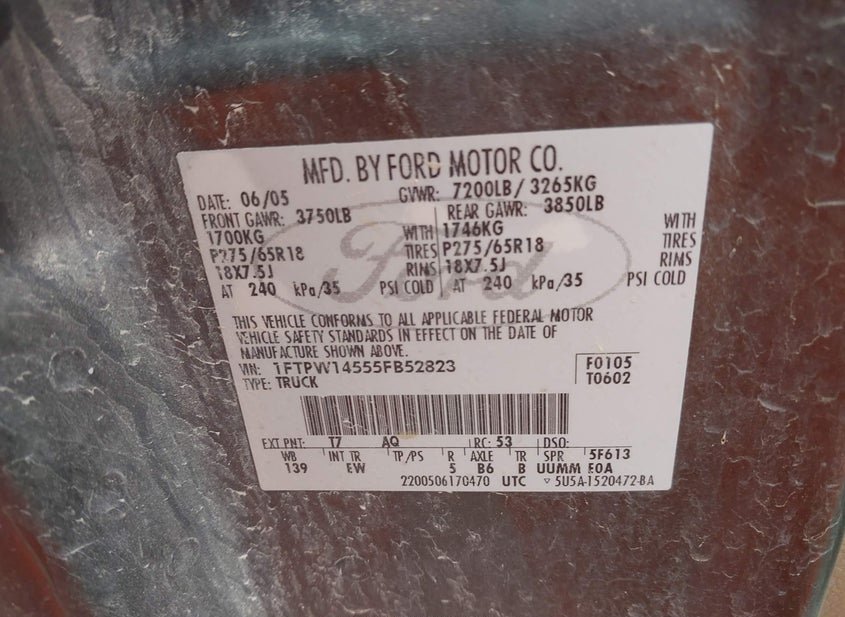 MFD. BY FORD MOTOR CO.
DATE: 06/05 GVWR: 7200LB/ 3265KG
FRONT GAWR: 3750LB REAR GAWR: 3850LB
1700KG WITH 1746KG WITH
P275/65R18 TIRES P275/65R18 TIRES
18X7.5J RIMS 18X7.5J RIMS
AT 240 kPa/35 PSI COLD AT 240 kPa/35 PSI COLD
Ford
THIS VEHICLE CONFORMS TO ALL APPLICABLE FEDERAL MOTOR
VEHICLE SAFETY STANDARDS IN EFFECT ON THE DATE OF
MANUFACTURE SHOWN ABOVE.
VIN: 1FTPW14555FB52823 F0105
TYPE: TRUCK T0602
EXT PNT: T7 AQ RC: 53 DSO:
WB INT TR TP/PS R AXLE TR SPR 5F613
139 EW 5 B6 B UUMM E0A
2200506170470 UTC ▽ 5U5A-1520472-BA